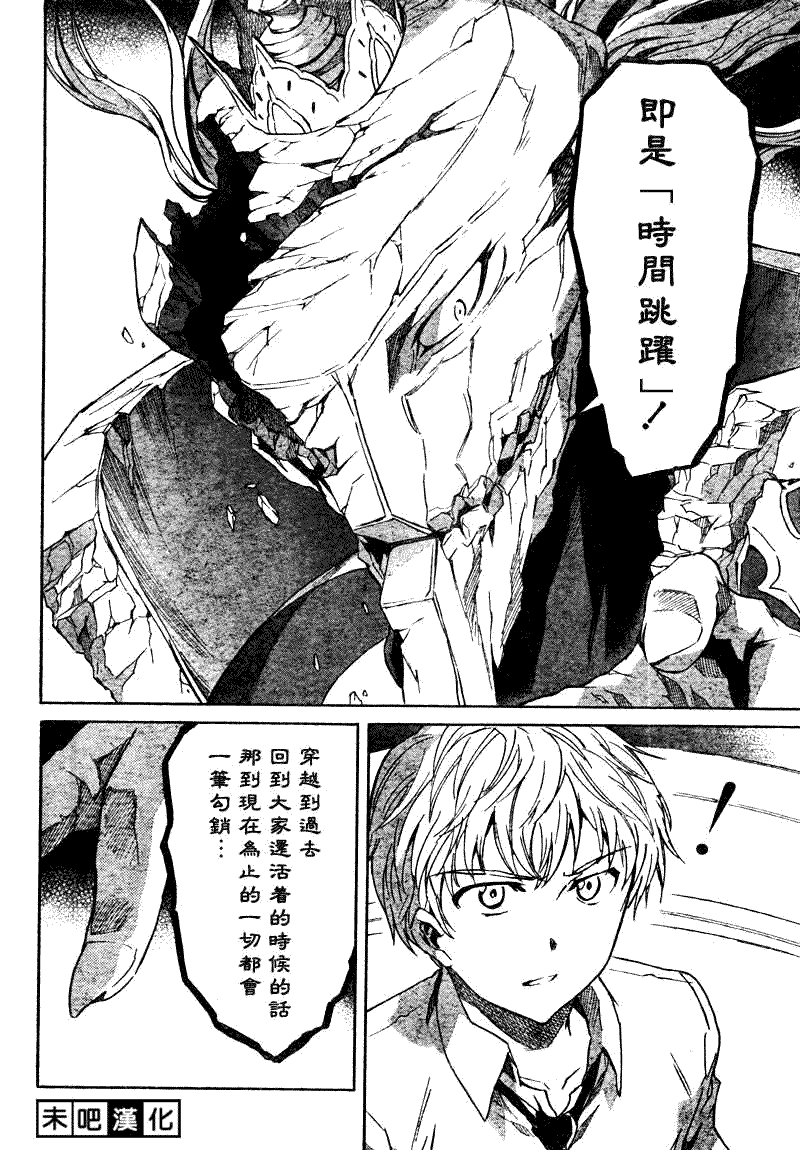 即是「時間跳躍」!
!
穿越到過去
回到大家還活着的時候的話
那到現在為止的一切都會
一筆勾銷…
未吧漢化